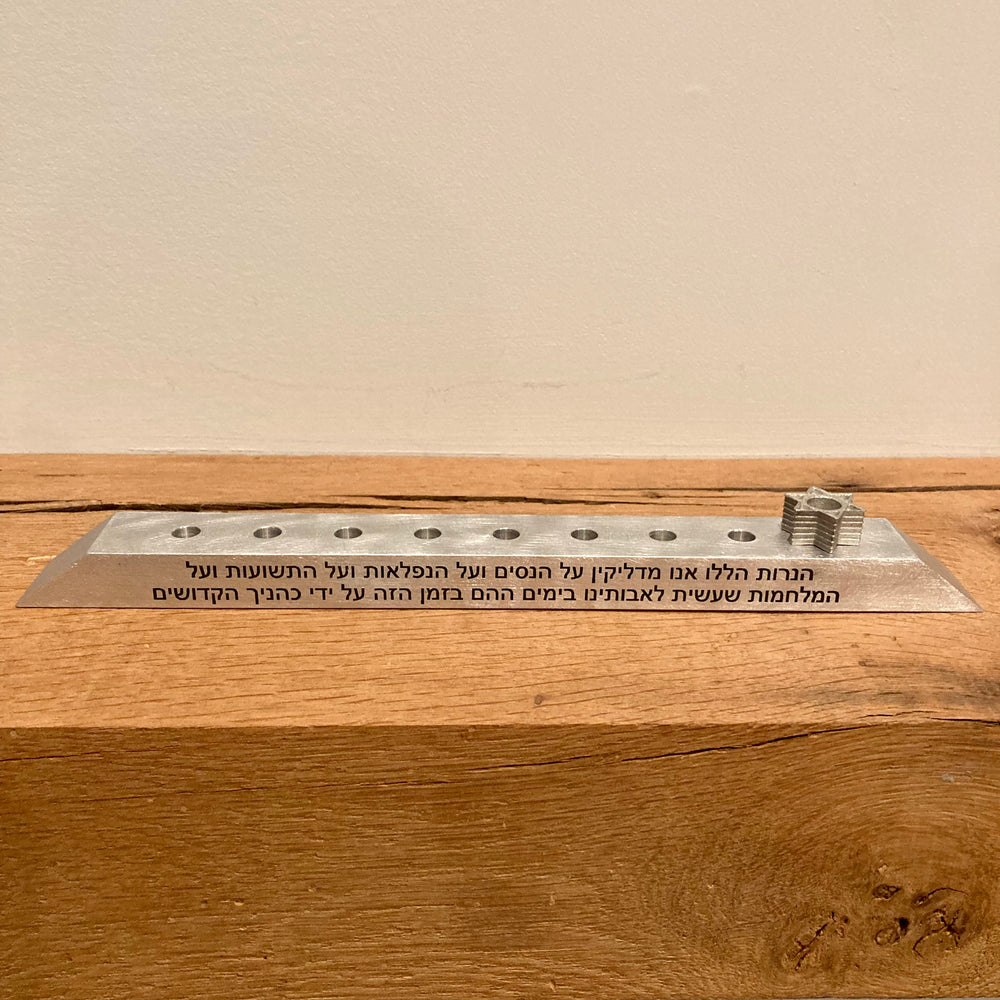 הנרות הללו אנו מדליקין על הנסים ועל הנפלאות ועל התשועות ועל
המלחמות שעשית לאבותינו בימים ההם בזמן הזה על ידי כהניך הקדושים